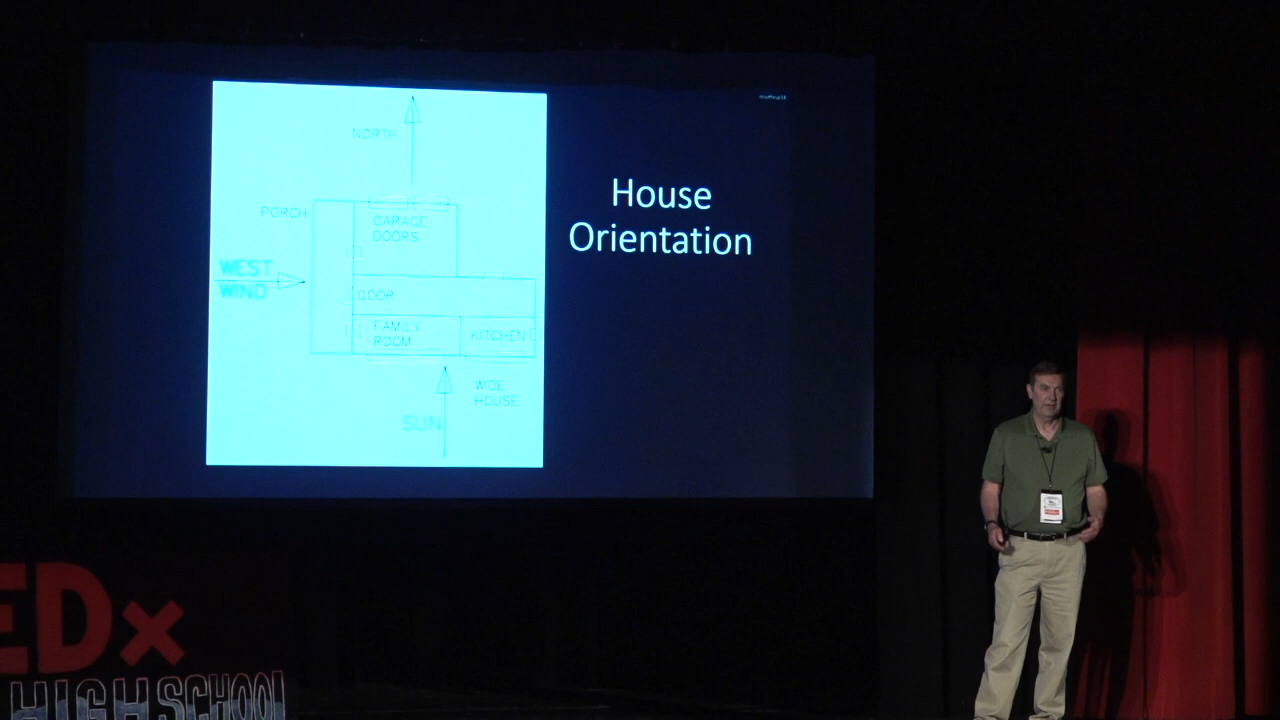 NORTH
PORCH
GARAGE
DOORS
WEST
WIND
DOOR
FAMILY
ROOM
KITCHEN
WIDE
HOUSE
SUN
House
Orientation
EDx
HIGH SCHOOL